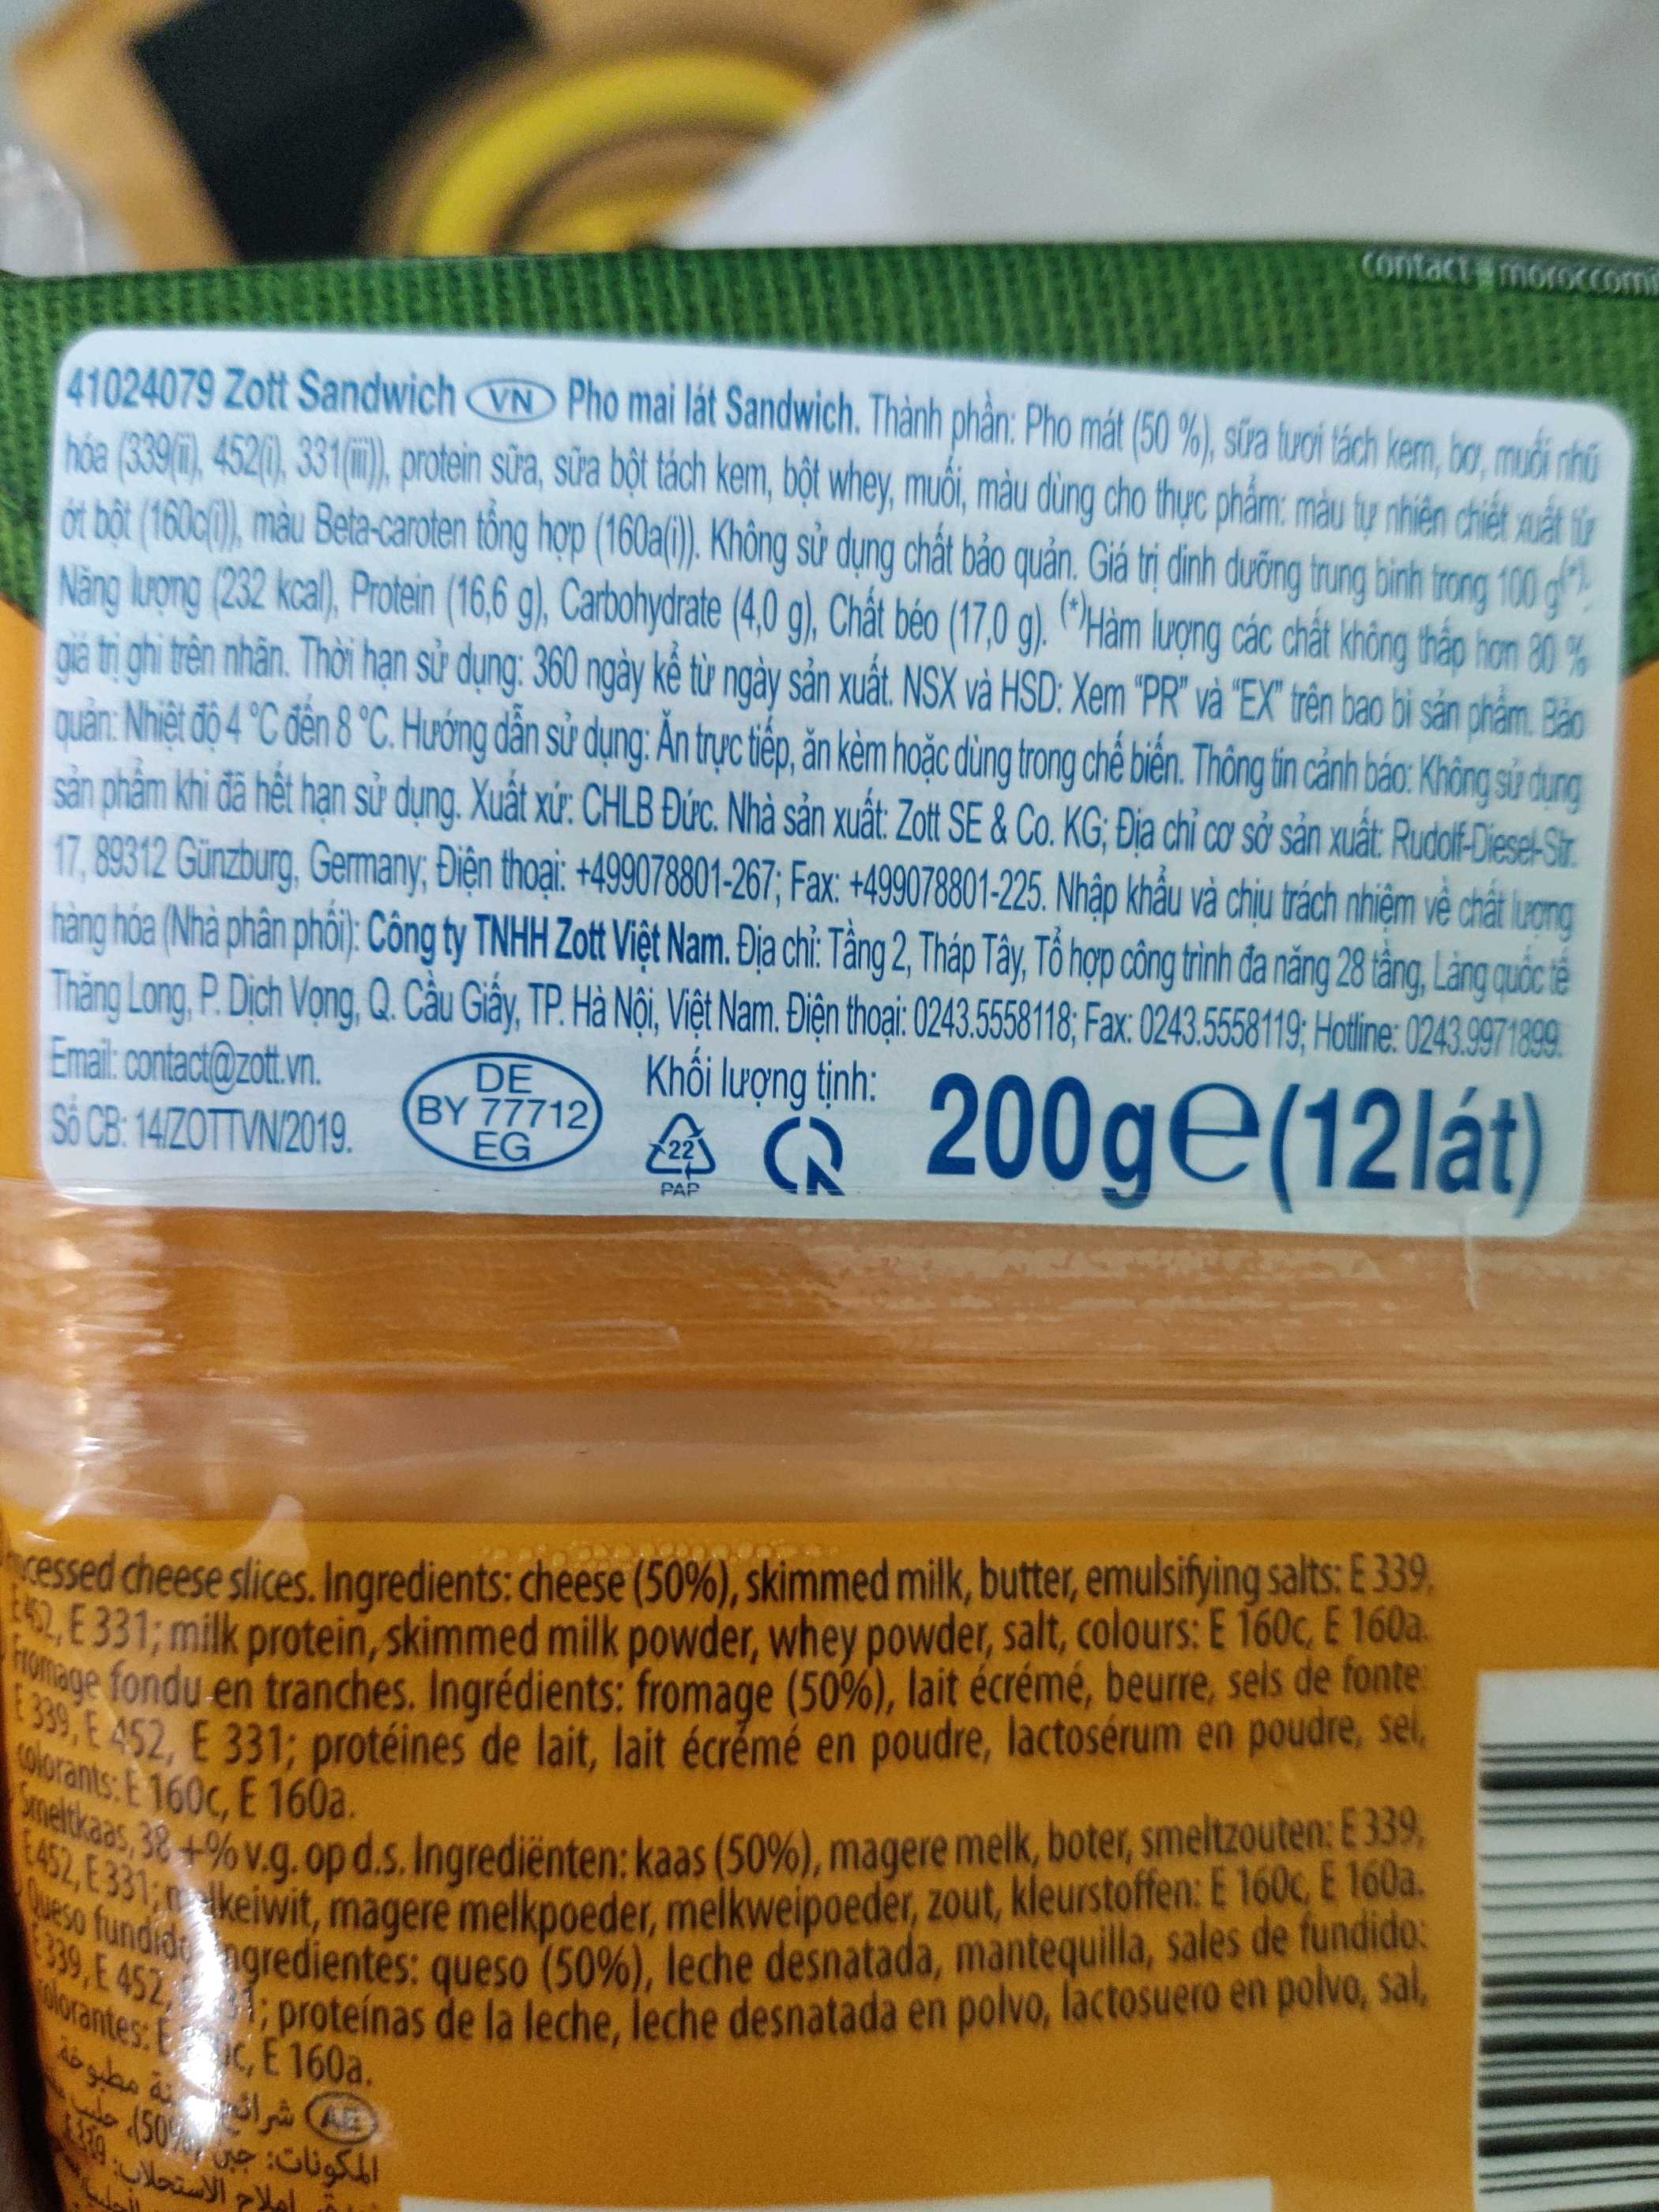 contact@moroccomi
41024079 Zott Sandwich VN Pho mai lát Sandwich. Thành phần: Pho mát (50 %), sữa tươi tách kem, bơ, muối nhũ
hóa (339(ii), 452(i), 331(iii)), protein sữa, sữa bột tách kem, bột whey, muối, màu dùng cho thực phẩm: màu tự nhiên chiết xuất từ
ớt bột (160c(i)), màu Beta-caroten tổng hợp (160a(i)). Không sử dụng chất bảo quản. Giá trị dinh dưỡng trung bình trong 100 g(*):
Năng lượng (232 kcal), Protein (16,6 g), Carbohydrate (4,0 g), Chất béo (17,0 g). (*)Hàm lượng các chất không thấp hơn 80 %
giá trị ghi trên nhãn. Thời hạn sử dụng: 360 ngày kể từ ngày sản xuất. NSX và HSD: Xem "PR" và "EX" trên bao bì sản phẩm. Bảo
quản: Nhiệt độ 4 °C đến 8 °C. Hướng dẫn sử dụng: Ăn trực tiếp, ăn kèm hoặc dùng trong chế biến. Thông tin cảnh báo: Không sử dụng
sản phẩm khi đã hết hạn sử dụng. Xuất xứ: CHLB Đức. Nhà sản xuất: Zott SE & Co. KG; Địa chỉ cơ sở sản xuất: Rudolf-Diesel-Str.
17, 89312 Günzburg, Germany; Điện thoại: +499078801-267; Fax: +499078801-225. Nhập khẩu và chịu trách nhiệm về chất lượng
hàng hóa (Nhà phân phối): Công ty TNHH Zott Việt Nam. Địa chỉ: Tầng 2, Tháp Tây, Tổ hợp công trình đa năng 28 tầng, Làng quốc tế
Thăng Long, P. Dịch Vọng, Q. Cầu Giấy, TP. Hà Nội, Việt Nam. Điện thoại: 0243.5558118; Fax: 0243.5558119; Hotline: 0243.9971899.
Email: contact@zott.vn.
Số CB: 14/ZOTTVN/2019.
DE
BY 77712
EG
Khối lượng tịnh:
22
PAP
200g℮(12lát)
cessed cheese slices. Ingredients: cheese (50%), skimmed milk, butter, emulsifying salts: E 339,
E 452, E 331; milk protein, skimmed milk powder, whey powder, salt, colours: E 160c, E 160a.
Fromage fondu en tranches. Ingrédients: fromage (50%), lait écrémé, beurre, sels de fonte:
E 339, E 452, E 331; protéines de lait, lait écrémé en poudre, lactosérum en poudre, sel,
colorants: E 160c, E 160a.
Smeltkaas, 38 +% v.g. op d.s. Ingrediënten: kaas (50%), magere melk, boter, smeltzouten: E 339,
E452, E 331; melkeiwit, magere melkpoeder, melkweipoeder, zout, kleurstoffen: E 160c, E 160a.
Queso fundido ngredientes: queso (50%), leche desnatada, mantequilla, sales de fundido:
E 339, E 452, 31; proteínas de la leche, leche desnatada en polvo, lactosuero en polvo, sal,
colorantes: E 0c, E 160a.
AE شرائح مطبوخة
المكونات: جبن (50%)، حليب
املاح الاستحلاب: E339